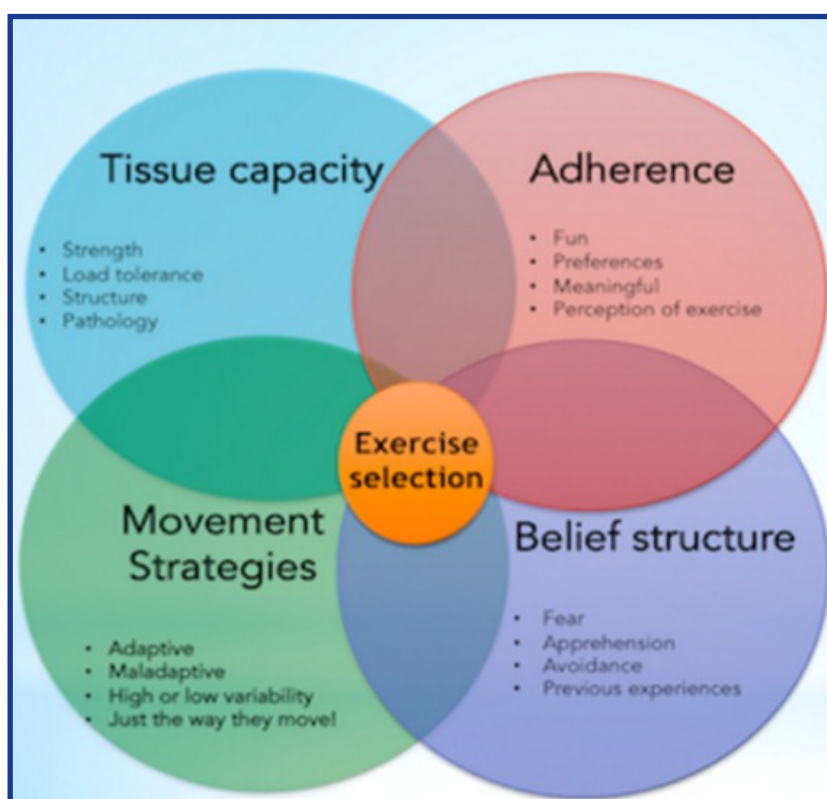 Tissue capacity
• Strength
• Load tolerance
• Structure
• Pathology
Adherence
• Fun
• Preferences
• Meaningful
• Perception of exercise
Exercise
selection
Movement
Strategies
• Adaptive
• Maladaptive
• High or low variability
• Just the way they move!
Belief structure
• Fear
• Apprehension
• Avoidance
• Previous experiences